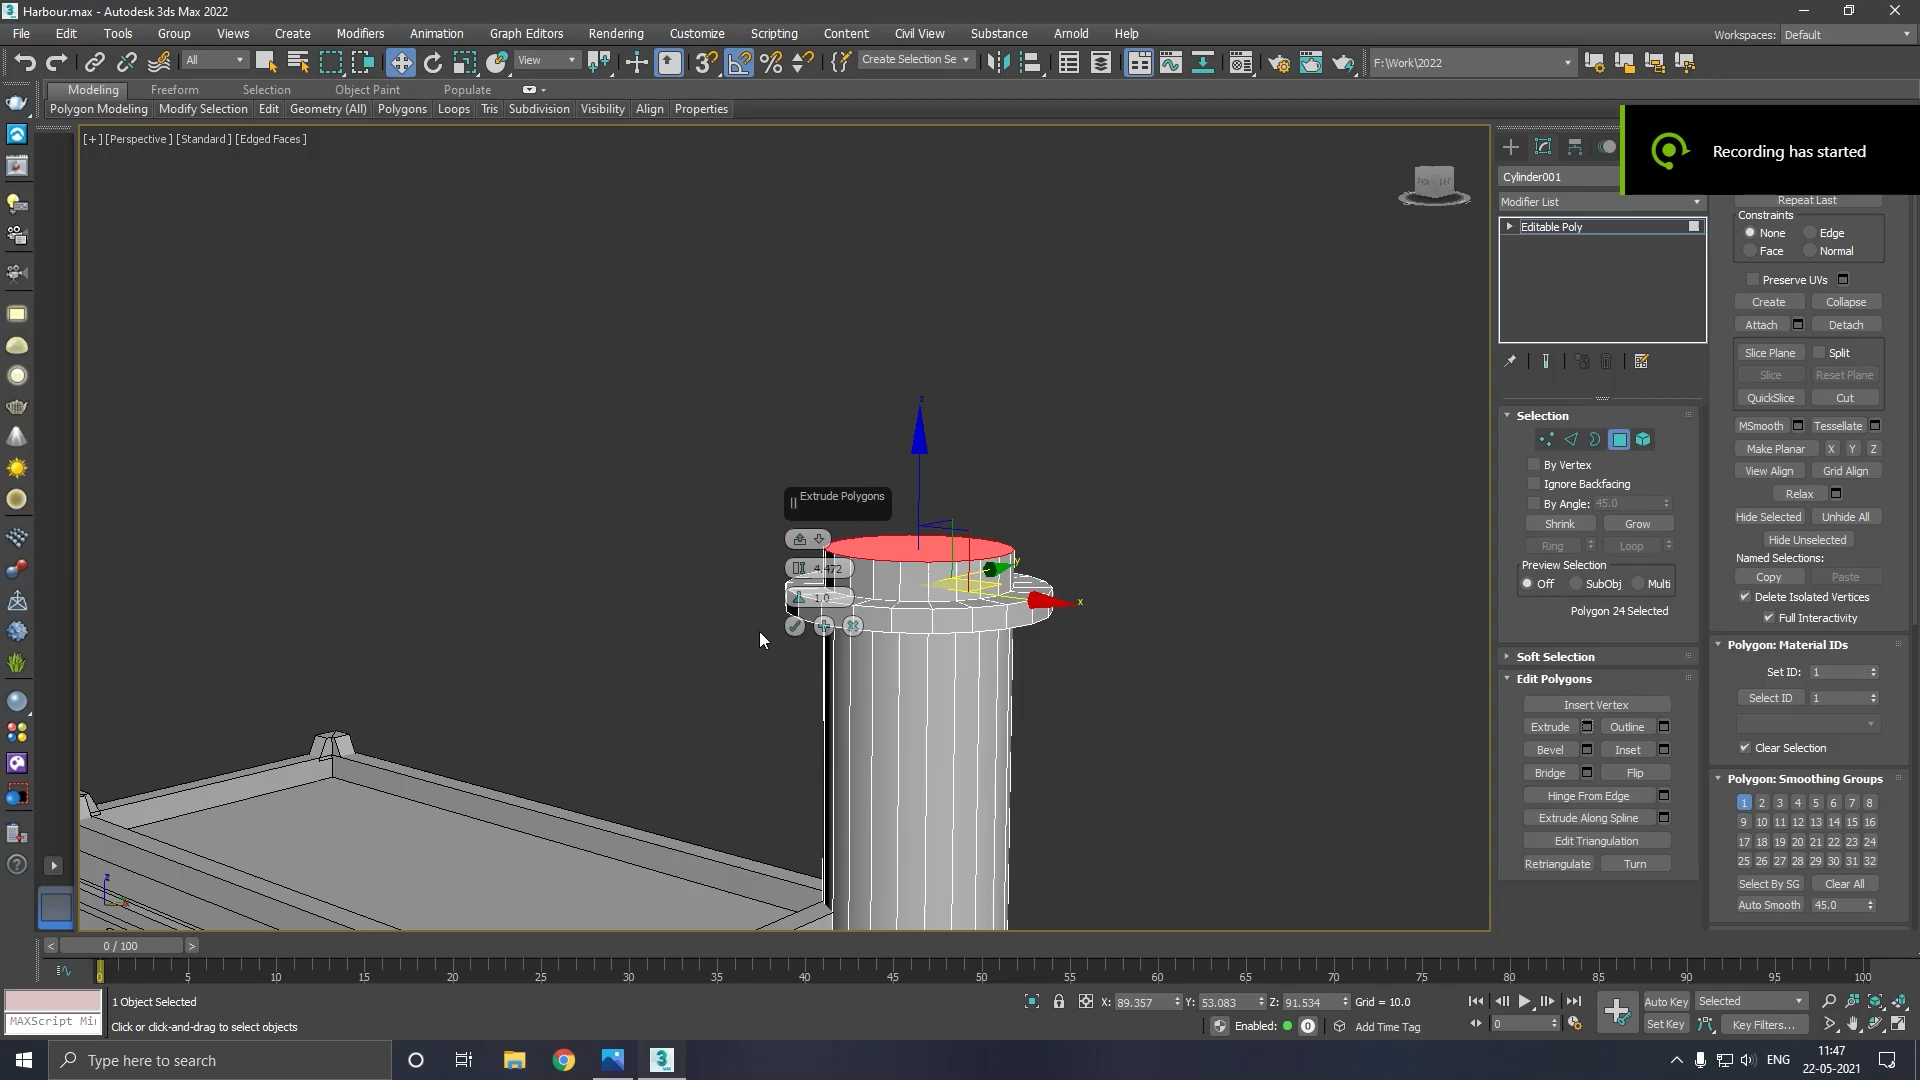 Harbour.max - Autodesk 3ds Max 2022
File Edit Tools Group Views Create Modifiers Animation Graph Editors Rendering Customize Scripting Content Civil View Substance Arnold Help
Workspaces: Default
All View Create Selection Se F:\Work\2022
Modeling Freeform Selection Object Paint Populate
Polygon Modeling Modify Selection Edit Geometry (All) Polygons Loops Tris Subdivision Visibility Align Properties
[+] [Perspective] [Standard] [Edged Faces]
Recording has started
Cylinder001
Modifier List
Editable Poly
Selection
By Vertex
Ignore Backfacing
By Angle: 45.0
Shrink Grow
Ring Loop
Preview Selection
Off SubObj Multi
Polygon 24 Selected
Soft Selection
Edit Polygons
Insert Vertex
Extrude Outline
Bevel Inset
Bridge Flip
Hinge From Edge
Extrude Along Spline
Edit Triangulation
Retriangulate Turn
Repeat Last
Constraints
None Edge
Face Normal
Preserve UVs
Create Collapse
Attach Detach
Slice Plane Split
Slice Reset Plane
QuickSlice Cut
MSmooth Tessellate
Make Planar X Y Z
View Align Grid Align
Relax
Hide Selected Unhide All
Hide Unselected
Named Selections:
Copy Paste
Delete Isolated Vertices
Full Interactivity
Polygon: Material IDs
Set ID: 1
Select ID 1
Clear Selection
Polygon: Smoothing Groups
1 2 3 4 5 6 7 8
9 10 11 12 13 14 15 16
17 18 19 20 21 22 23 24
25 26 27 28 29 30 31 32
Select By SG Clear All
Auto Smooth 45.0
z
Extrude Polygons
4.472
1.0
y
x
z
0 / 100
0 5 10 15 20 25 30 35 40 45 50 55 60 65 70 75 80 85 90 95 100
1 Object Selected
X: 89.357 Y: 53.083 Z: 91.534 Grid = 10.0
Auto Key Selected
MAXScript Mi
Click or click-and-drag to select objects
Enabled: 0 Add Time Tag
0 Set Key Key Filters...
Type here to search
ENG
11:47
22-05-2021